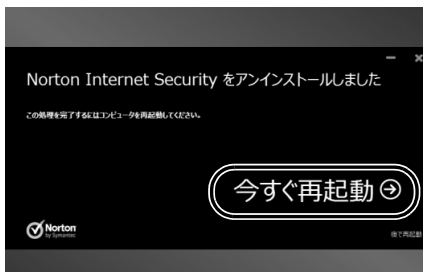 Norton Internet Security をアンインストールしました
この処理を完了するにはコンピュータを再起動してください。
今すぐ再起動
Norton
by Symantec
後で再起動